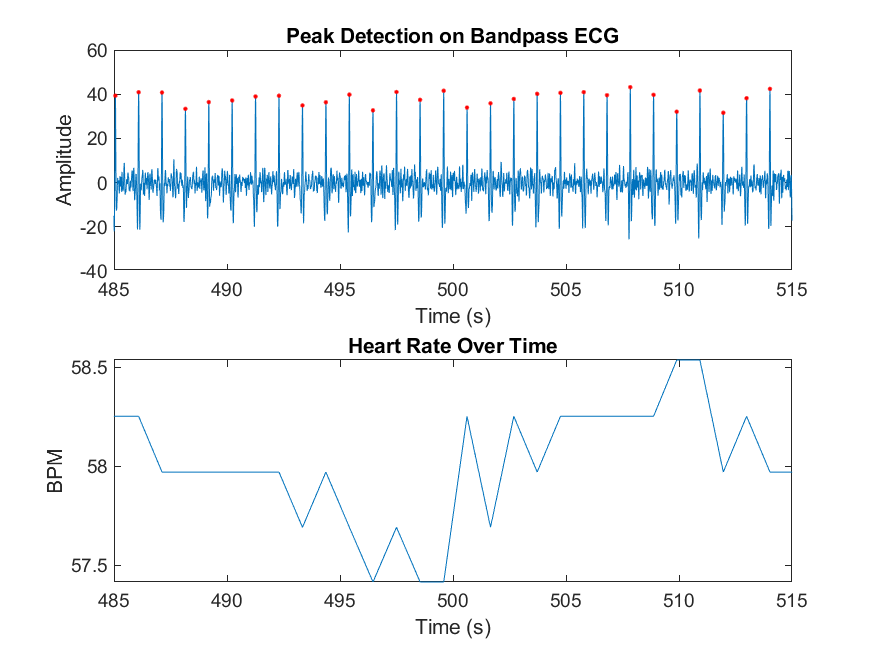 Peak Detection on Bandpass ECG
60
40
20
0
-20
-40
Amplitude
485 490 495 500 505 510 515
Time (s)
Heart Rate Over Time
58.5
58
57.5
BPM
485 490 495 500 505 510 515
Time (s)